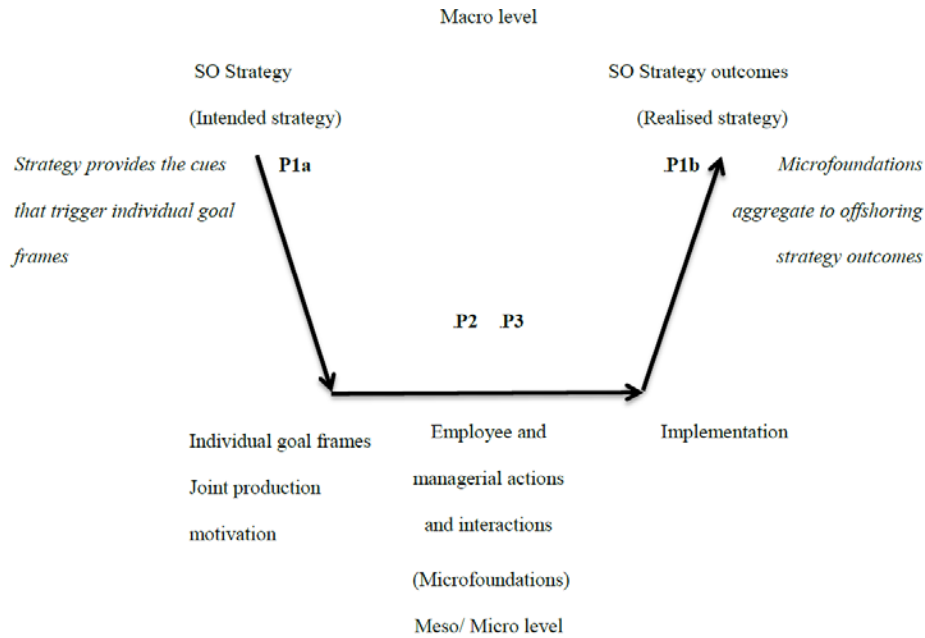 Macro level
SO Strategy
(Intended strategy)
SO Strategy outcomes
(Realised strategy)
Strategy provides the cues
that trigger individual goal
frames
P1a
.P1b
Microfoundations
aggregate to offshoring
strategy outcomes
.P2 .P3
Individual goal frames
Joint production
motivation
Employee and
managerial actions
and interactions
(Microfoundations)
Meso/ Micro level
Implementation